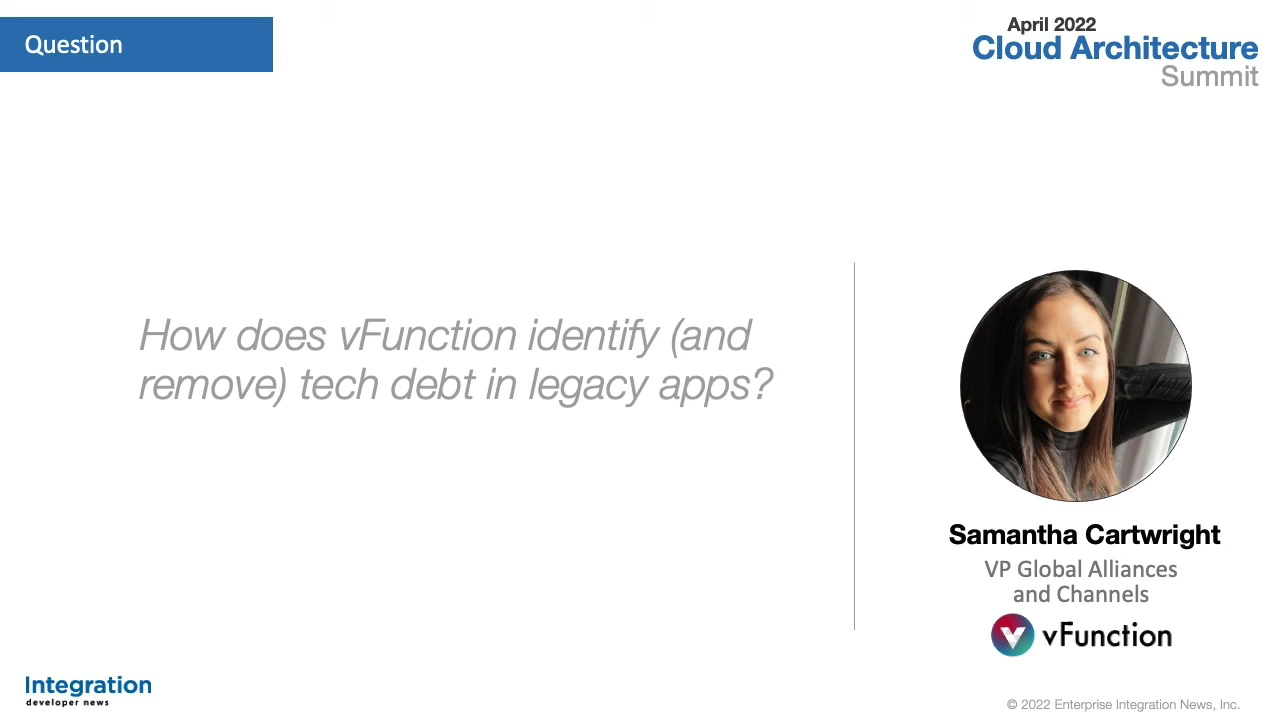 Question
April 2022
Cloud Architecture
Summit
How does vFunction identify (and
remove) tech debt in legacy apps?
Samantha Cartwright
VP Global Alliances
and Channels
vFunction
Integration
developer news
© 2022 Enterprise Integration News, Inc.